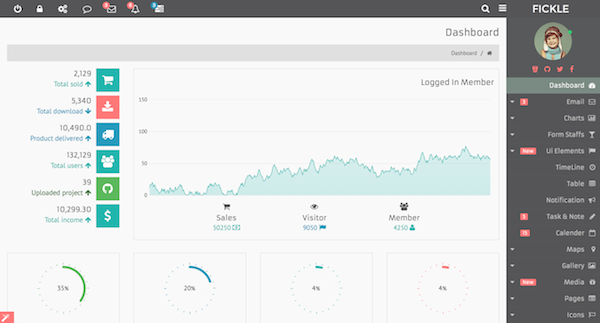 FICKLE
3
8
8
Dashboard
Dashboard /
2,129
Total sold
5,340
Total download
10,490.0
Product delivered
132,129
Total users
39
Uploaded project
10,299.30
Total income
Logged In Member
150
100
50
0
Sales
50250
Visitor
9050
Member
4250
35%
20%
4%
4%
Dashboard
3 Email
Charts
Form Staffs
New Ui Elements
TimeLine
Table
Notification
5 Task & Note
15 Calender
Maps
Gallery
New Media
Pages
Icons